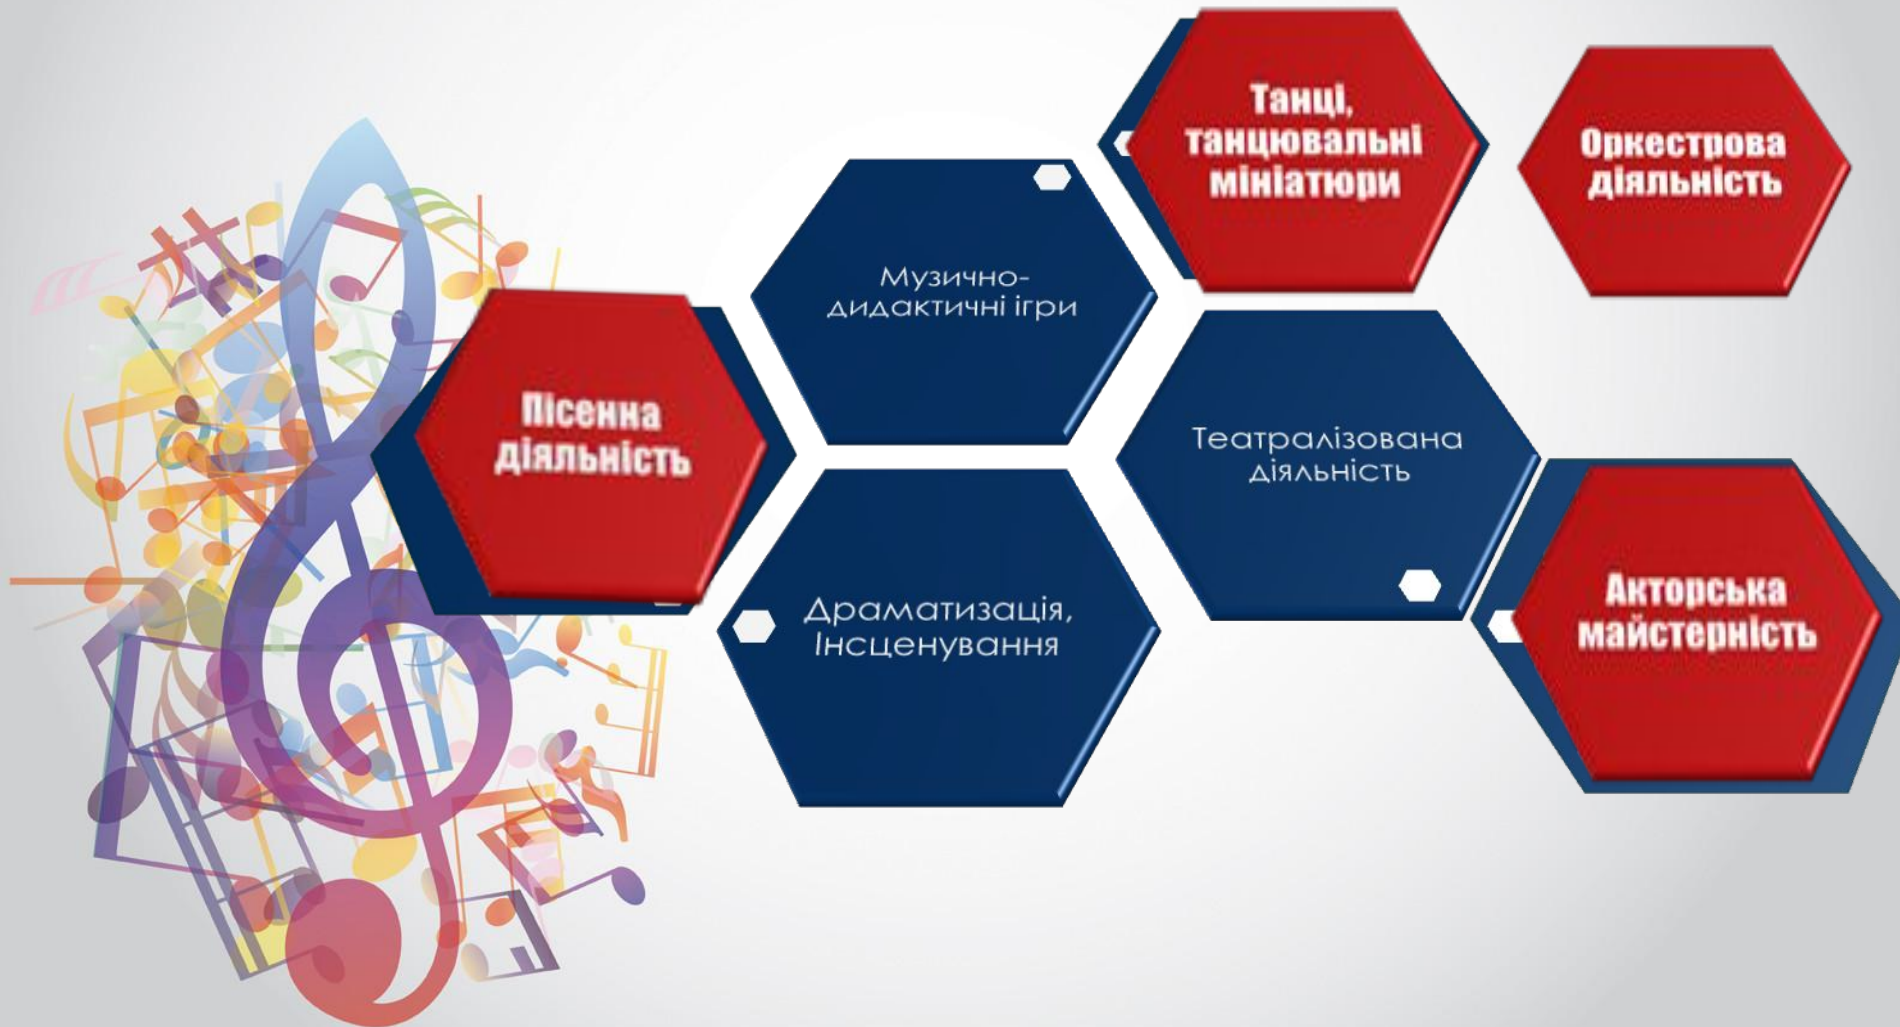 Танці,
танцювальні
мініатюри
Оркестрова
діяльність
Музично-
дидактичні ігри
Пісенна
діяльність
Театралізована
діяльність
Драматизація,
Інсценування
Акторська
майстерність